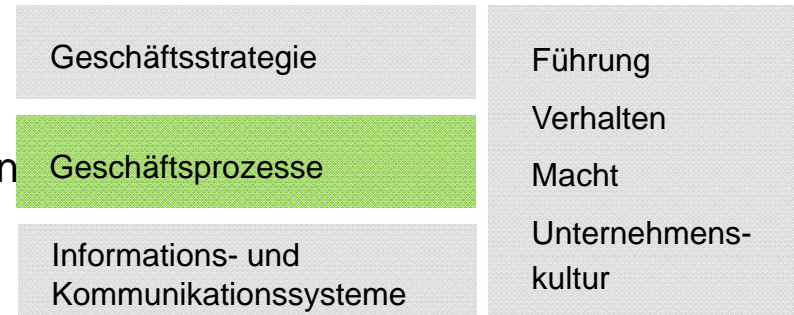 Geschäftsstrategie
n
Geschäftsprozesse
Informations- und
Kommunikationssysteme
Führung
Verhalten
Macht
Unternehmens-
kultur